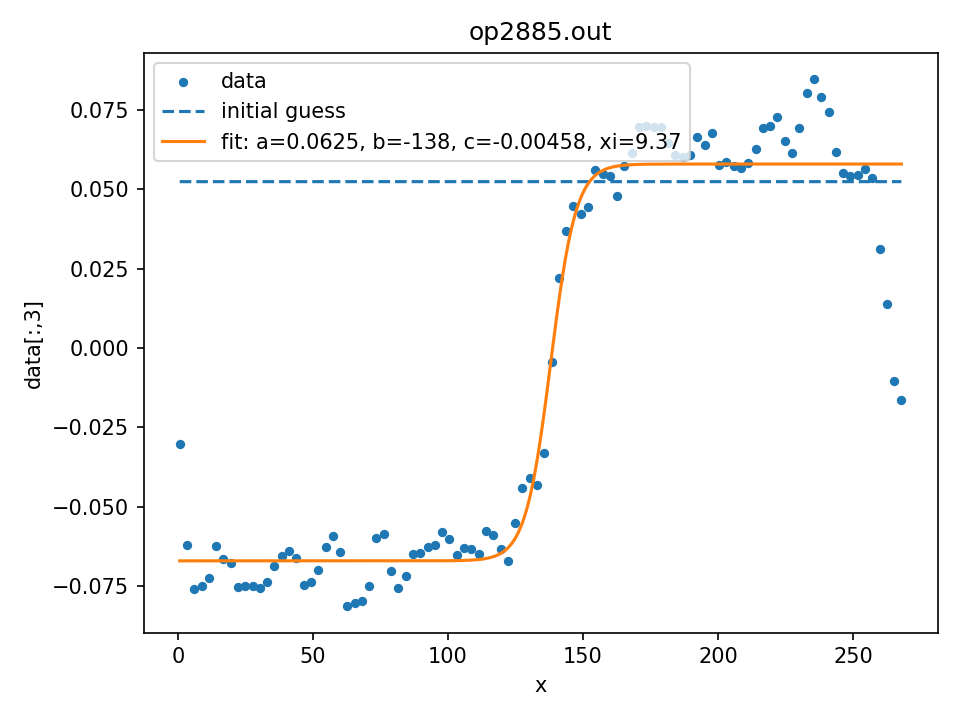 op2885.out
data
initial guess
fit: a=0.0625, b=-138, c=-0.00458, xi=9.37
0.075
0.050
0.025
0.000
−0.025
−0.050
−0.075
data[:,3]
0
50
100
150
200
250
x